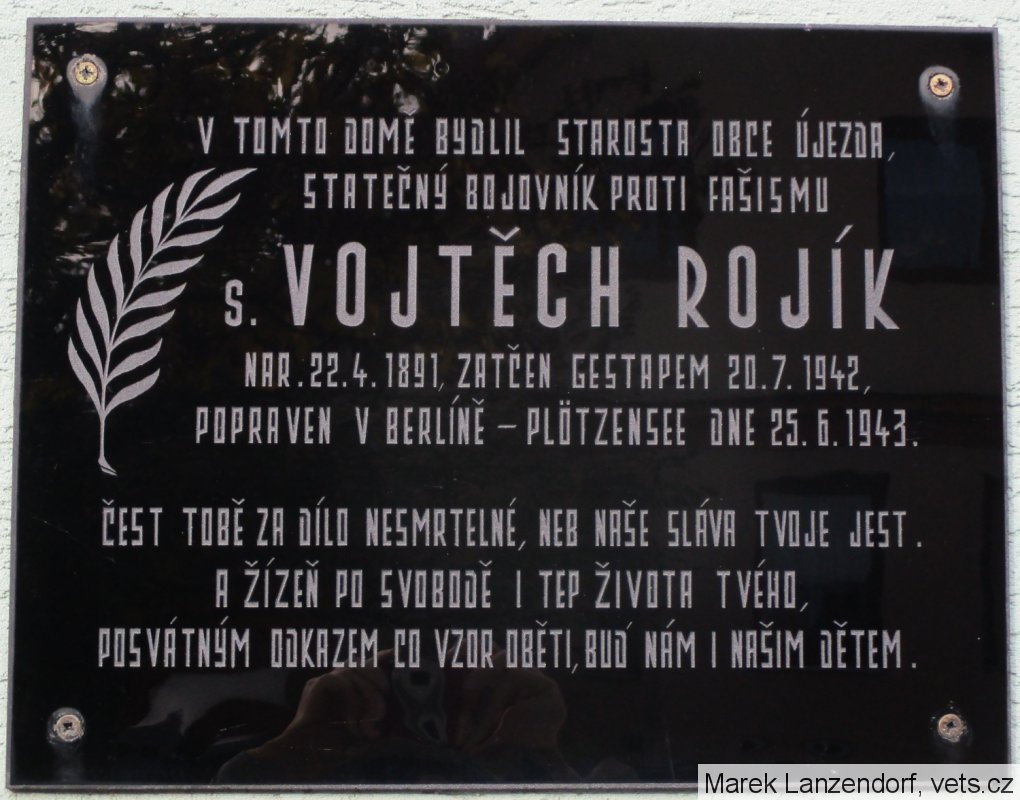 V TOMTO DOMĚ BYDLIL STAROSTA OBCE ÚJEZDA,
STATEČNÝ BOJOVNÍK PROTI FAŠISMU
S. VOJTĚCH ROJÍK
NAR. 22. 4. 1891, ZATČEN GESTAPEM 20. 7. 1942,
POPRAVEN V BERLÍNĚ – PLÖTZENSEE DNE 25. 6. 1943.
ČEST TOBĚ ZA DÍLO NESMRTELNÉ, NEB NAŠE SLÁVA TVOJE JEST.
A ŽÍZEŇ PO SVOBODĚ I TEP ŽIVOTA TVÉHO,
POSVÁTNÝM ODKAZEM CO VZOR OBĚTI, BUĎ NÁM I NAŠIM DĚTEM.
Marek Lanzendorf, vets.cz